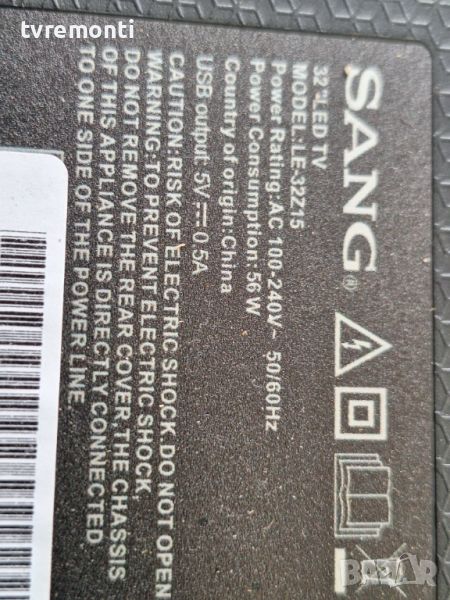 tvremonti
SANG®
32"LED TV
MODEL:LE-32Z15
Power Rating:AC 100-240V~ 50/60Hz
Power Consumption: 56W
Country of origin:China
USB output: 5V⎓0.5A
CAUTION:RISK OF ELECTRIC SHOCK.DO NOT OPEN
WARNING:TO PREVENT ELECTRIC SHOCK,
DO NOT REMOVE THE REAR COVER,THE CHASSIS
OF THIS APPLIANCE IS DIRECTLY CONNECTED
TO ONE SIDE OF THE POWER LINE
BAZAR